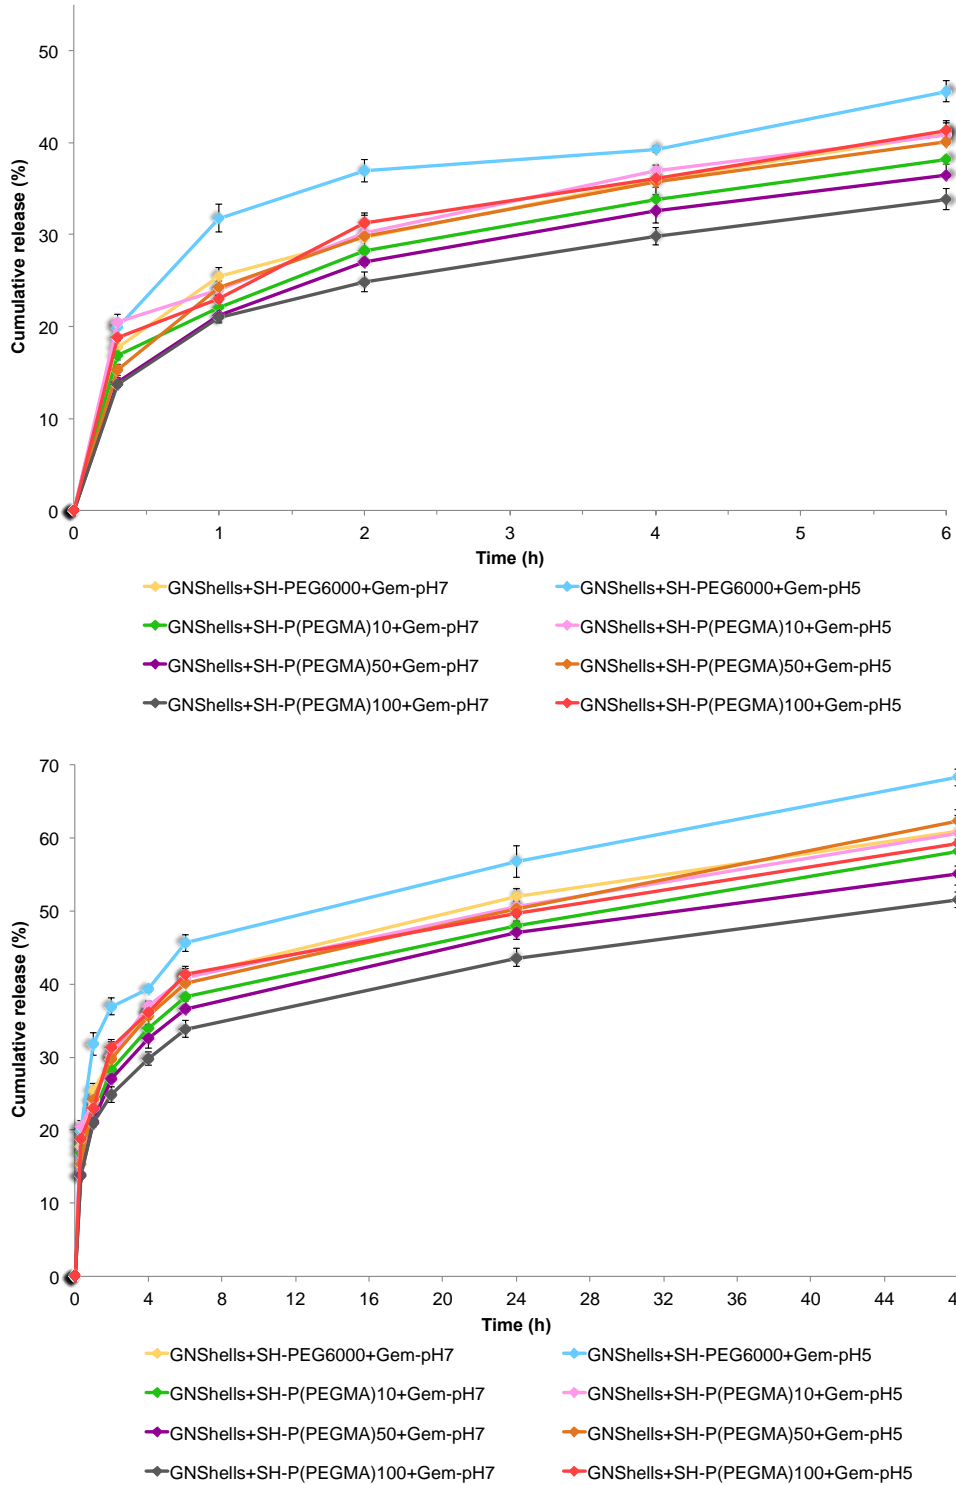 50
40
30
20
10
0
Cumulative release (%)
0 1 2 3 4 5 6
Time (h)
GNShells+SH-PEG6000+Gem-pH7 GNShells+SH-PEG6000+Gem-pH5
GNShells+SH-P(PEGMA)10+Gem-pH7 GNShells+SH-P(PEGMA)10+Gem-pH5
GNShells+SH-P(PEGMA)50+Gem-pH7 GNShells+SH-P(PEGMA)50+Gem-pH5
GNShells+SH-P(PEGMA)100+Gem-pH7 GNShells+SH-P(PEGMA)100+Gem-pH5
70
60
50
40
30
20
10
0
Cumulative release (%)
0 4 8 12 16 20 24 28 32 36 40 44 4
Time (h)
GNShells+SH-PEG6000+Gem-pH7 GNShells+SH-PEG6000+Gem-pH5
GNShells+SH-P(PEGMA)10+Gem-pH7 GNShells+SH-P(PEGMA)10+Gem-pH5
GNShells+SH-P(PEGMA)50+Gem-pH7 GNShells+SH-P(PEGMA)50+Gem-pH5
GNShells+SH-P(PEGMA)100+Gem-pH7 GNShells+SH-P(PEGMA)100+Gem-pH5